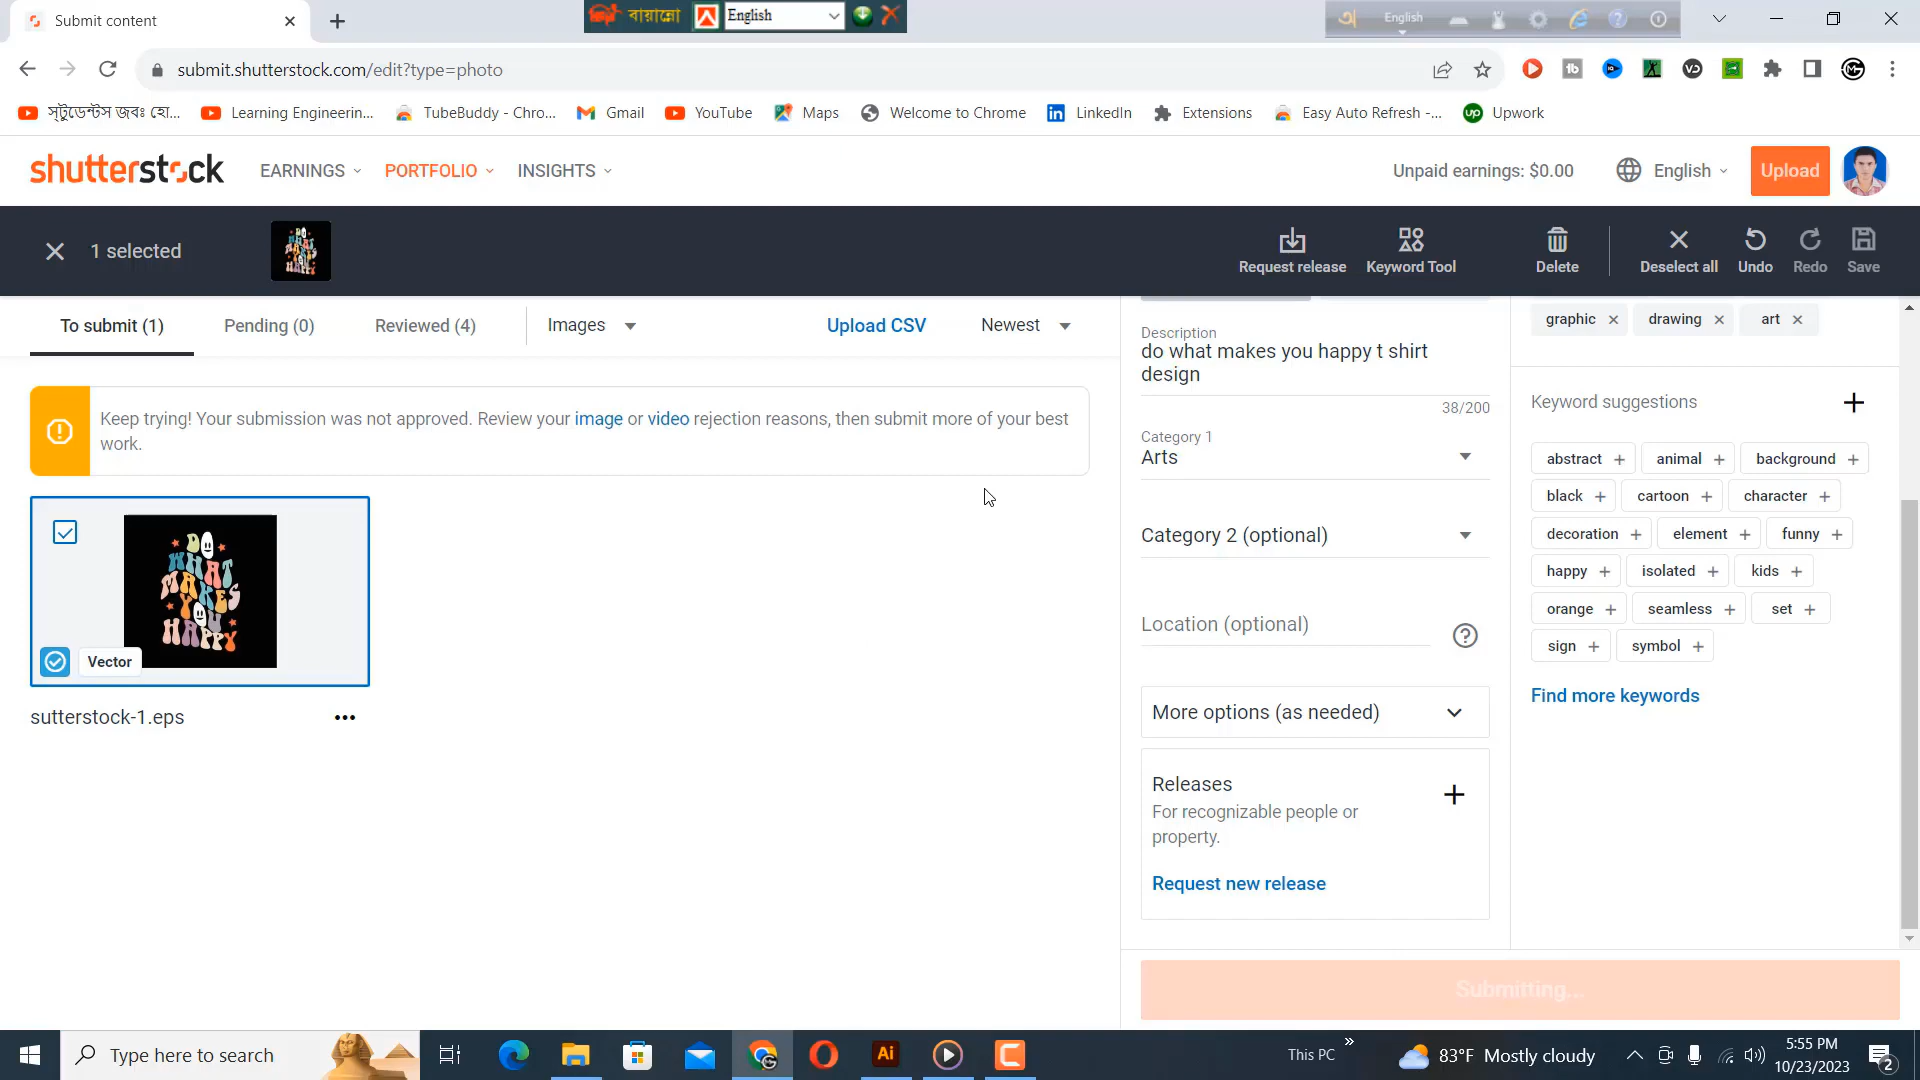 Submit content
বায়ান্নো
English
English
submit.shutterstock.com/edit?type=photo
স্টুডেন্টস জবঃ হো...
Learning Engineerin...
TubeBuddy - Chro...
Gmail
YouTube
Maps
Welcome to Chrome
LinkedIn
Extensions
Easy Auto Refresh -...
Upwork
shutterstock
EARNINGS
PORTFOLIO
INSIGHTS
Unpaid earnings: $0.00
English
Upload
1 selected
Request release
Keyword Tool
Delete
Deselect all
Undo
Redo
Save
To submit (1)
Pending (0)
Reviewed (4)
Images
Upload CSV
Newest
Keep trying! Your submission was not approved. Review your image or video rejection reasons, then submit more of your best
work.
DO
WHAT
MAKES
YOU
HAPPY
Vector
sutterstock-1.eps
Description
do what makes you happy t shirt
design
38/200
Category 1
Arts
Category 2 (optional)
Location (optional)
More options (as needed)
Releases
For recognizable people or
property.
Request new release
graphic
drawing
art
Keyword suggestions
abstract
animal
background
black
cartoon
character
decoration
element
funny
happy
isolated
kids
orange
seamless
set
sign
symbol
Find more keywords
Submitting...
Type here to search
Ai
This PC
83°F Mostly cloudy
5:55 PM
10/23/2023
2